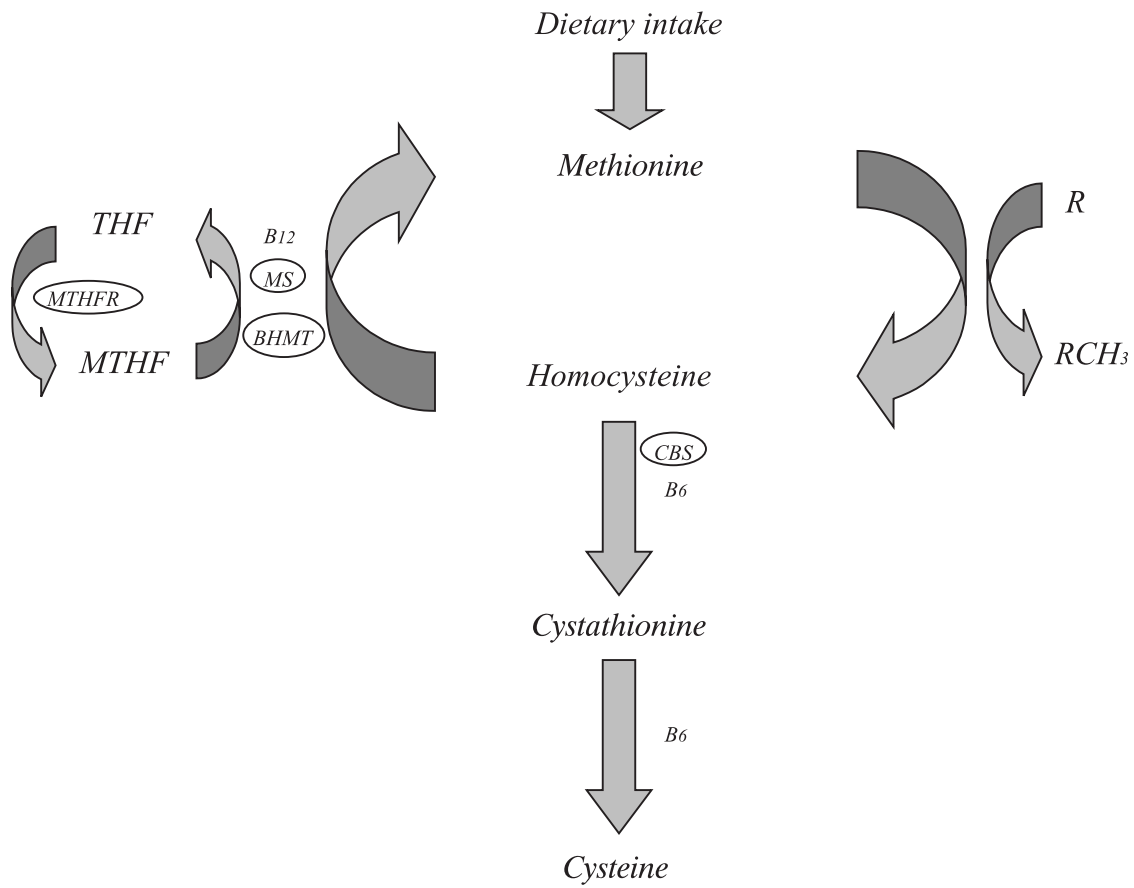 Dietary intake
Methionine
THF
B12
R
MS
MTHFR
BHMT
MTHF
RCH₃
Homocysteine
CBS
B6
Cystathionine
B6
Cysteine